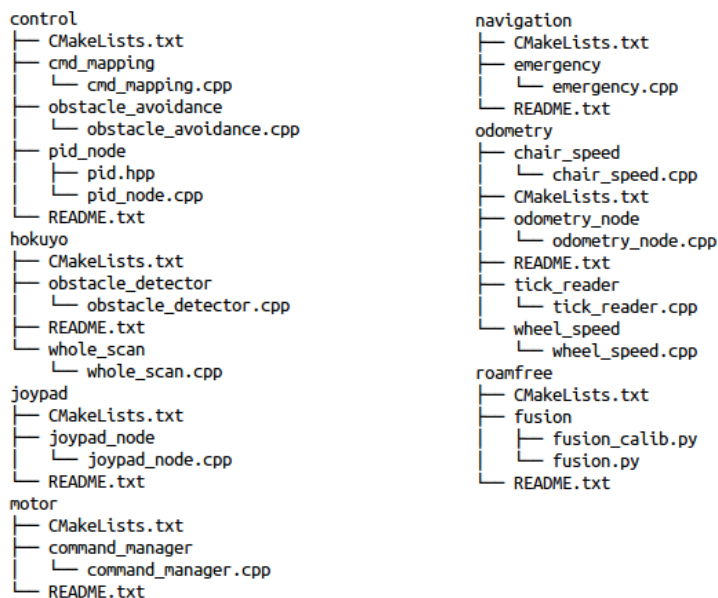 control
├── CMakeLists.txt
├── cmd_mapping
│   └── cmd_mapping.cpp
├── obstacle_avoidance
│   └── obstacle_avoidance.cpp
├── pid_node
│   ├── pid.hpp
│   └── pid_node.cpp
└── README.txt
hokuyo
├── CMakeLists.txt
├── obstacle_detector
│   └── obstacle_detector.cpp
├── README.txt
└── whole_scan
    └── whole_scan.cpp
joypad
├── CMakeLists.txt
├── joypad_node
│   └── joypad_node.cpp
└── README.txt
motor
├── CMakeLists.txt
├── command_manager
│   └── command_manager.cpp
└── README.txt
navigation
├── CMakeLists.txt
├── emergency
│   └── emergency.cpp
└── README.txt
odometry
├── chair_speed
│   └── chair_speed.cpp
├── CMakeLists.txt
├── odometry_node
│   └── odometry_node.cpp
├── README.txt
├── tick_reader
│   └── tick_reader.cpp
└── wheel_speed
    └── wheel_speed.cpp
roamfree
├── CMakeLists.txt
├── fusion
│   ├── fusion_calib.py
│   └── fusion.py
└── README.txt